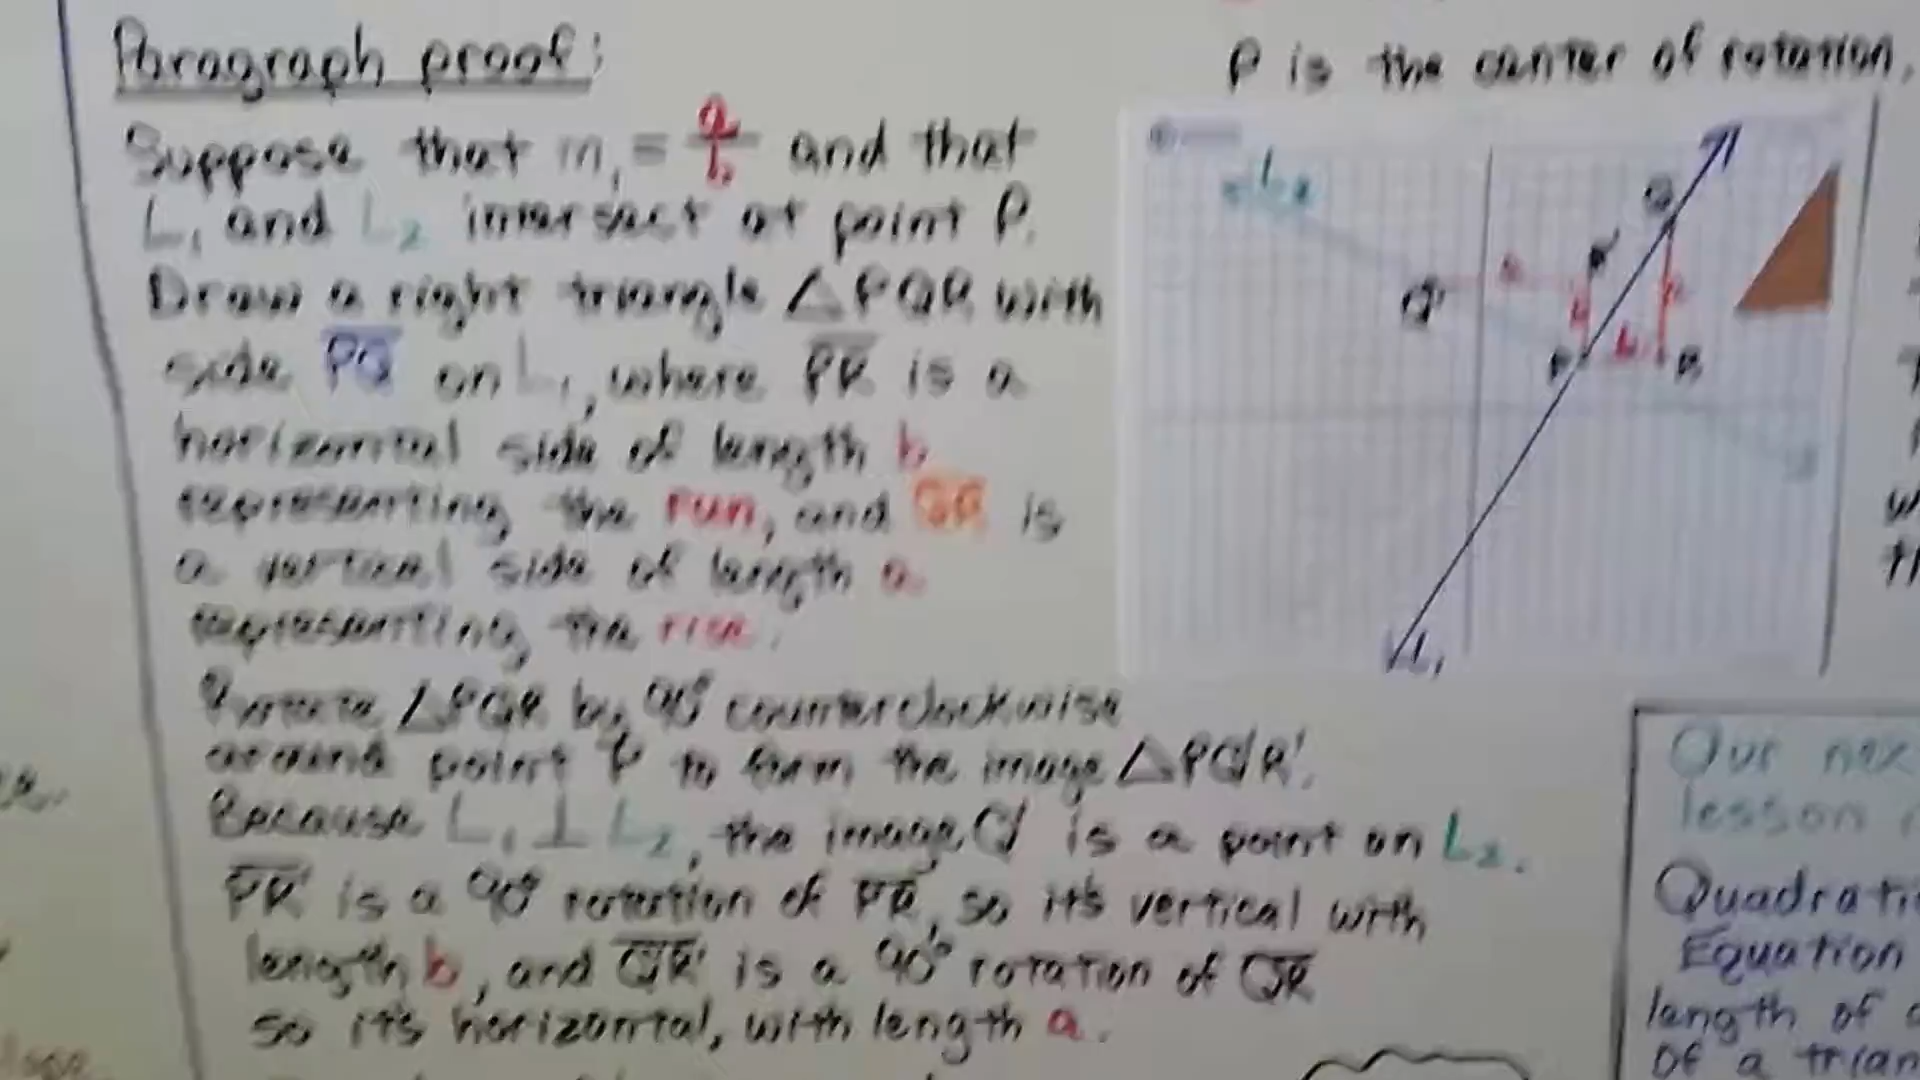 Paragraph proof:
Suppose that m₁ = a/b and that
L₁ and L₂ intersect at point P.
Draw a right triangle △PQR with
side PQ on L₁, where PR is a
horizontal side of length b
representing the run, and QR is
a vertical side of length a
representing the rise.
Rotate △PQR by 90° counterclockwise
around point P to form the image △PQ'R'.
Because L₁ ⊥ L₂, the image Q' is a point on L₂.
PR' is a 90° rotation of PR, so it's vertical with
length b, and Q'R' is a 90° rotation of QR
so it's horizontal, with length a.
P is the center of rotation.
L₂
Q
R'
Q'
a
b
a
P
b
R
L₁
Our nex
lesson
Quadrati
Equation
length of
of a trian